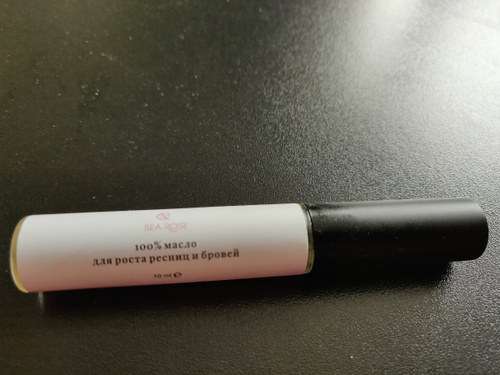 SEA ROSE
100% масло
для роста ресниц и бровей
10 ml ℮